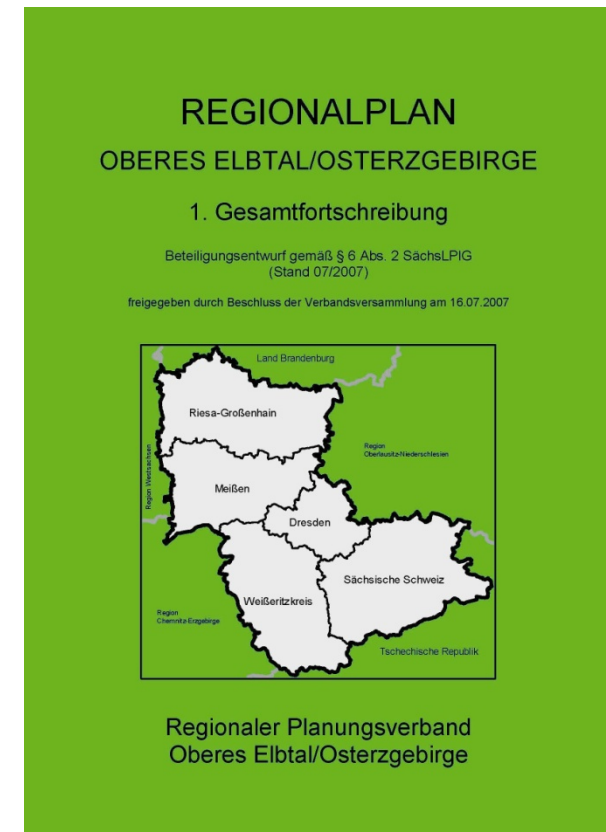 REGIONALPLAN
OBERES ELBTAL/OSTERZGEBIRGE
1. Gesamtfortschreibung
Beteiligungsentwurf gemäß § 6 Abs. 2 SächsLPlG
(Stand 07/2007)
freigegeben durch Beschluss der Verbandsversammlung am 16.07.2007
Land Brandenburg
Riesa-Großenhain
Region
Oberlausitz-Niederschlesien
Region Westsachsen
Meißen
Dresden
Sächsische Schweiz
Weißeritzkreis
Region
Chemnitz-Erzgebirge
Tschechische Republik
Regionaler Planungsverband
Oberes Elbtal/Osterzgebirge